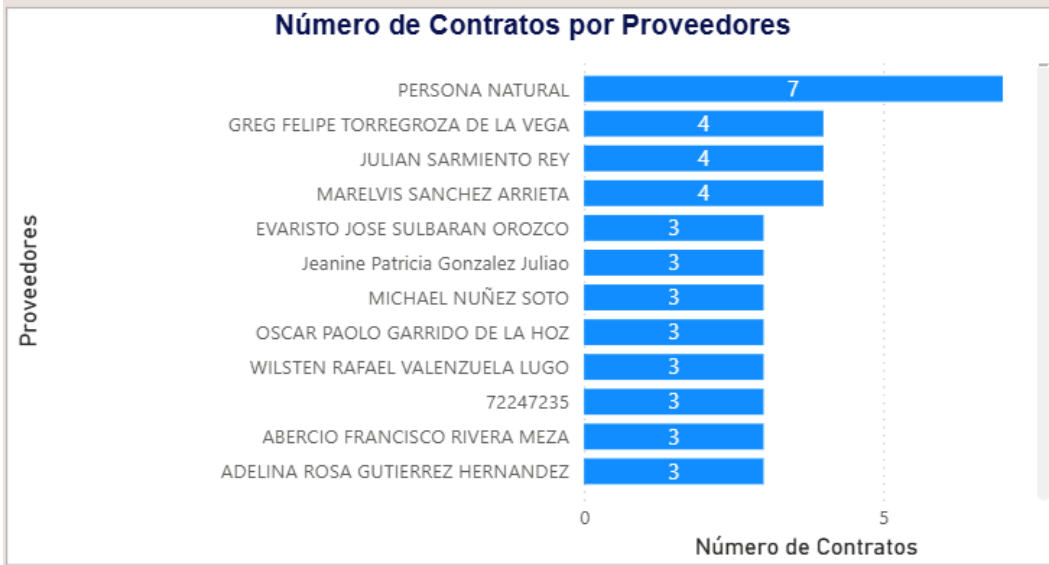 Número de Contratos por Proveedores
Proveedores
PERSONA NATURAL 7
GREG FELIPE TORREGROZA DE LA VEGA 4
JULIAN SARMIENTO REY 4
MARELVIS SANCHEZ ARRIETA 4
EVARISTO JOSE SULBARAN OROZCO 3
Jeanine Patricia Gonzalez Juliao 3
MICHAEL NUÑEZ SOTO 3
OSCAR PAOLO GARRIDO DE LA HOZ 3
WILSTEN RAFAEL VALENZUELA LUGO 3
72247235 3
ABERCIO FRANCISCO RIVERA MEZA 3
ADELINA ROSA GUTIERREZ HERNANDEZ 3
0 5
Número de Contratos